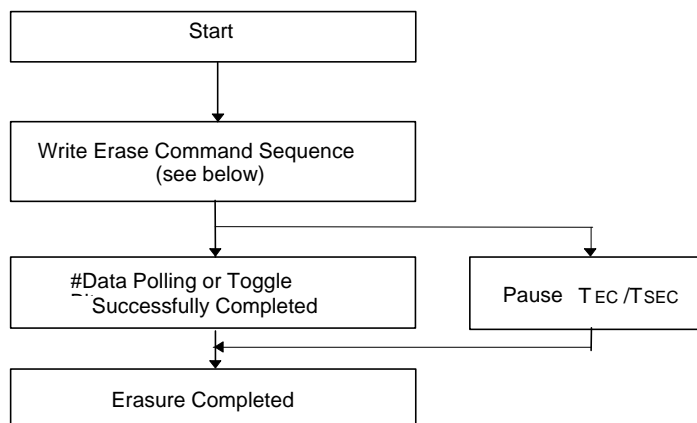 Start
Write Erase Command Sequence
(see below)
#Data Polling or Toggle
Successfully Completed
Pause TEC/TSEC
Erasure Completed